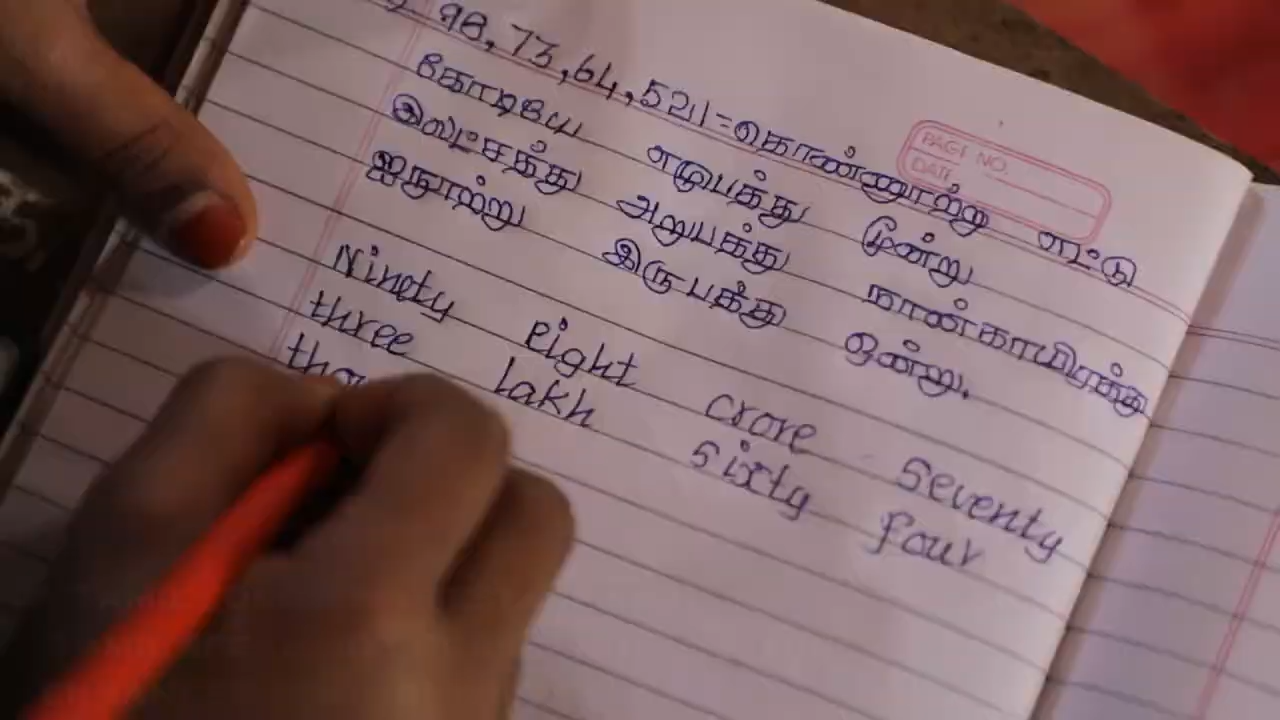 98,73,64,521 = தொண்ணூற்று எட்டு
கோடியே எழுபத்து மூன்று
இலட்சத்து அறுபத்து நான்காயிரத்து
ஐநூற்று இருபத்து ஒன்று.
PAGE NO.
DATE
Ninety Eight crore Seventy
three lakh Sixty four
tho